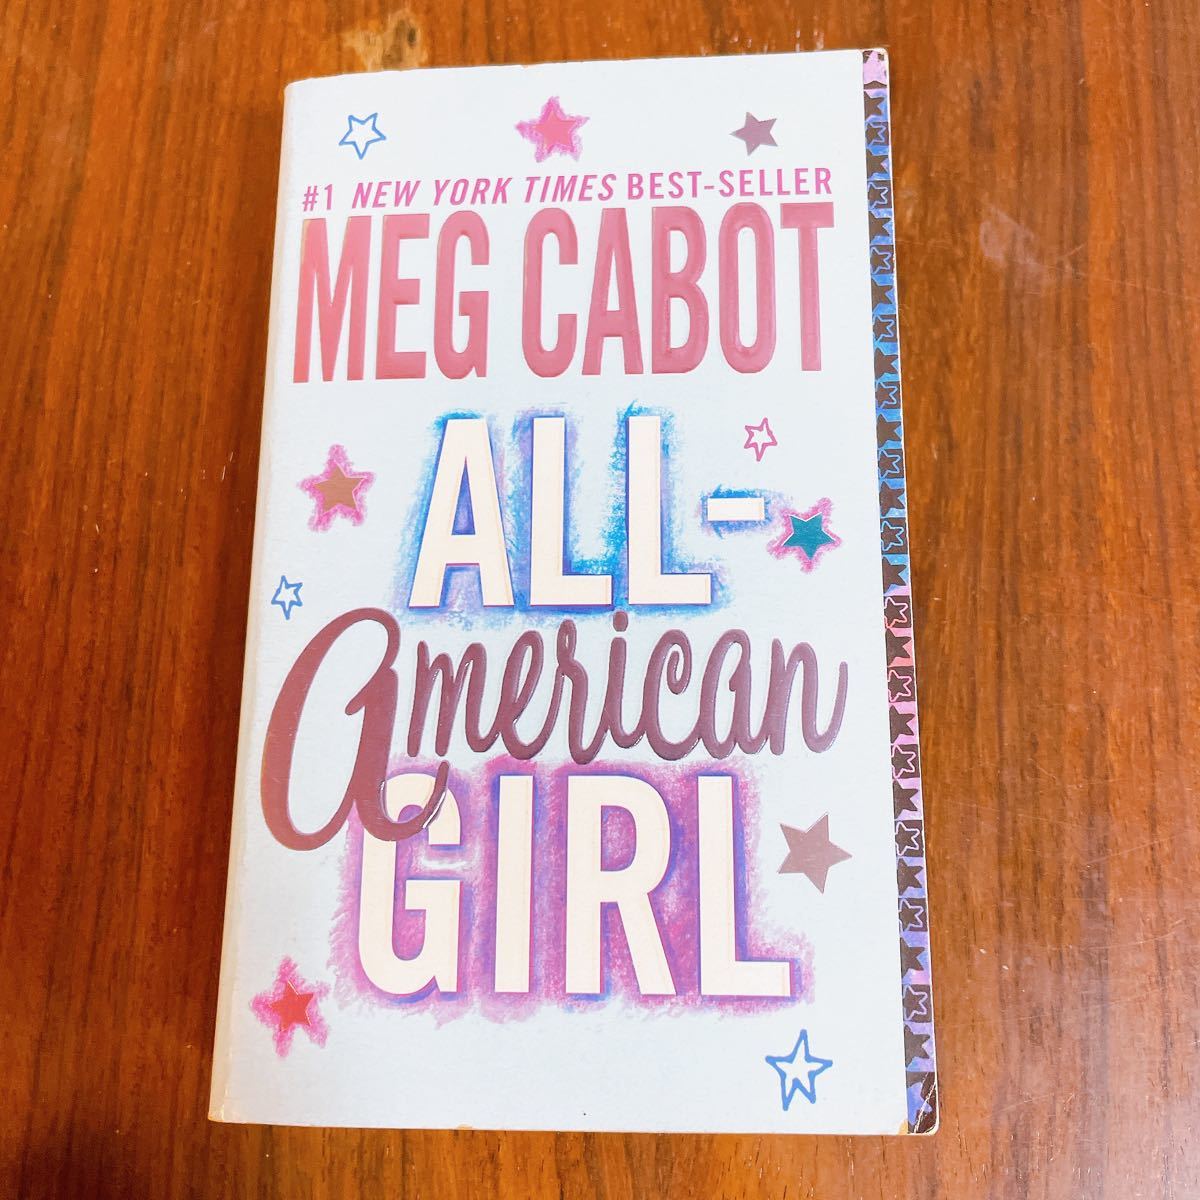 #1 NEW YORK TIMES BEST-SELLER
MEG CABOT
ALL-
American
GIRL